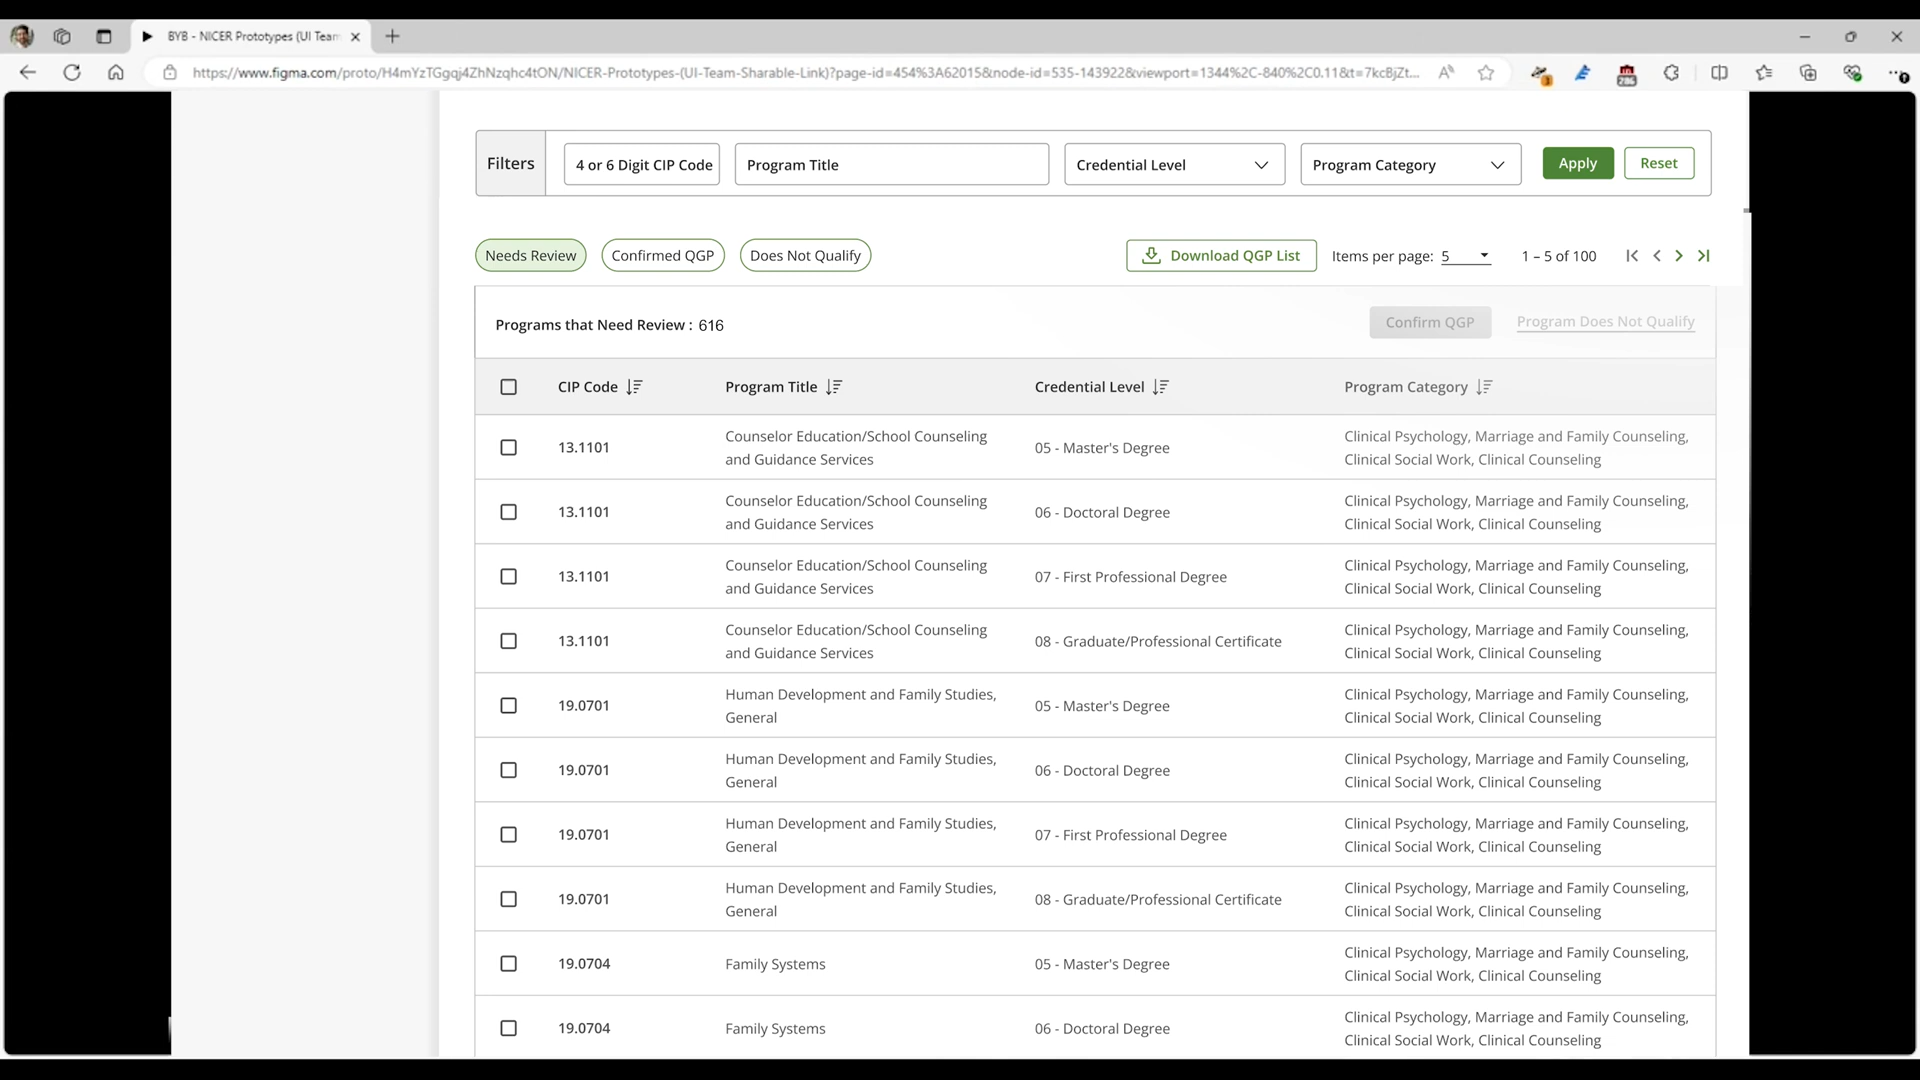 BYB - NICER Prototypes (UI Team
https://www.figma.com/proto/H4mYzTGgqj4ZhNzqhc4tON/NICER-Prototypes-(UI-Team-Sharable-Link)?page-id=454%3A62015&node-id=535-143922&viewport=1344%2C-840%2C0.11&t=7kcBjZt...
Filters 4 or 6 Digit CIP Code Program Title Credential Level Program Category Apply Reset
Needs Review Confirmed QGP Does Not Qualify Download QGP List Items per page: 5 1 – 5 of 100
Programs that Need Review : 616 Confirm QGP Program Does Not Qualify
CIP Code Program Title Credential Level Program Category
13.1101 Counselor Education/School Counseling and Guidance Services 05 - Master's Degree Clinical Psychology, Marriage and Family Counseling, Clinical Social Work, Clinical Counseling
13.1101 Counselor Education/School Counseling and Guidance Services 06 - Doctoral Degree Clinical Psychology, Marriage and Family Counseling, Clinical Social Work, Clinical Counseling
13.1101 Counselor Education/School Counseling and Guidance Services 07 - First Professional Degree Clinical Psychology, Marriage and Family Counseling, Clinical Social Work, Clinical Counseling
13.1101 Counselor Education/School Counseling and Guidance Services 08 - Graduate/Professional Certificate Clinical Psychology, Marriage and Family Counseling, Clinical Social Work, Clinical Counseling
19.0701 Human Development and Family Studies, General 05 - Master's Degree Clinical Psychology, Marriage and Family Counseling, Clinical Social Work, Clinical Counseling
19.0701 Human Development and Family Studies, General 06 - Doctoral Degree Clinical Psychology, Marriage and Family Counseling, Clinical Social Work, Clinical Counseling
19.0701 Human Development and Family Studies, General 07 - First Professional Degree Clinical Psychology, Marriage and Family Counseling, Clinical Social Work, Clinical Counseling
19.0701 Human Development and Family Studies, General 08 - Graduate/Professional Certificate Clinical Psychology, Marriage and Family Counseling, Clinical Social Work, Clinical Counseling
19.0704 Family Systems 05 - Master's Degree Clinical Psychology, Marriage and Family Counseling, Clinical Social Work, Clinical Counseling
19.0704 Family Systems 06 - Doctoral Degree Clinical Psychology, Marriage and Family Counseling, Clinical Social Work, Clinical Counseling